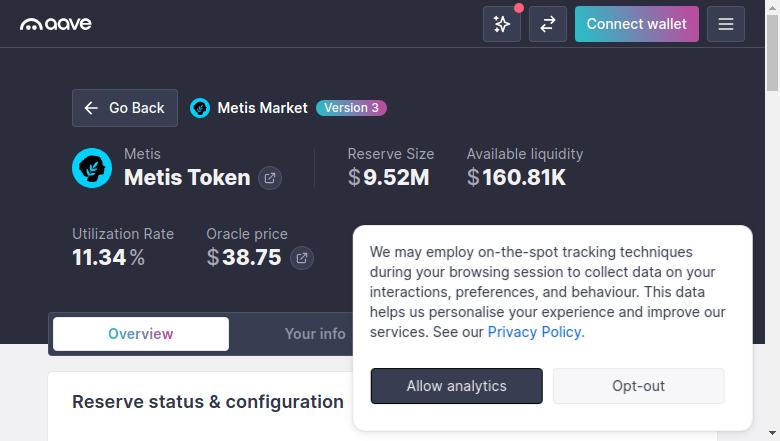 aave
Connect wallet
Go Back
Metis Market
Version 3
Metis
Metis Token
Reserve Size
$9.52M
Available liquidity
$160.81K
Utilization Rate
11.34%
Oracle price
$38.75
Overview
Your info
Reserve status & configuration
We may employ on-the-spot tracking techniques
during your browsing session to collect data on your
interactions, preferences, and behaviour. This data
helps us personalise your experience and improve our
services. See our Privacy Policy.
Allow analytics
Opt-out